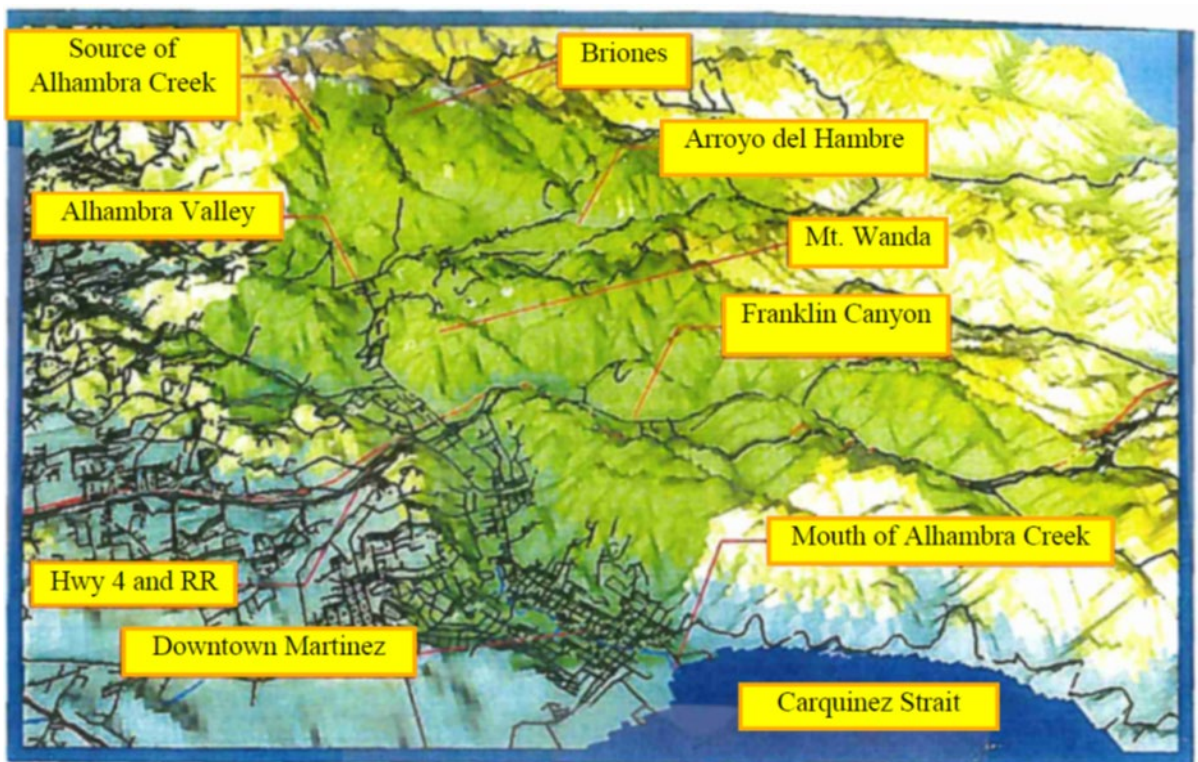 Source of
Alhambra Creek
Briones
Arroyo del Hambre
Alhambra Valley
Mt. Wanda
Franklin Canyon
Mouth of Alhambra Creek
Hwy 4 and RR
Downtown Martinez
Carquinez Strait